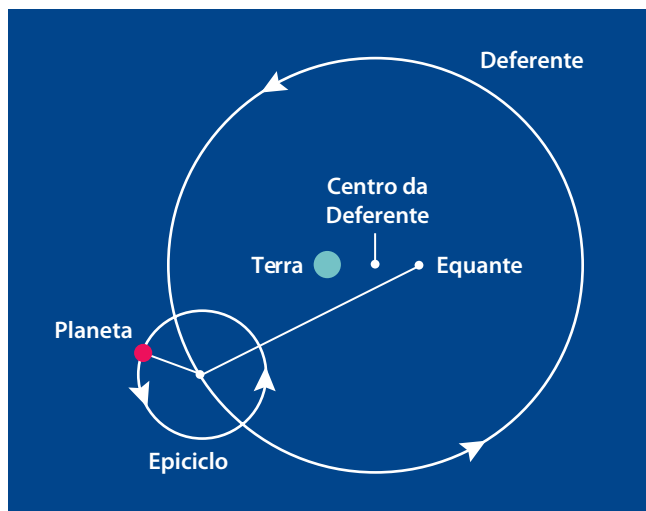 Deferente
Centro da
Deferente
Terra
Equante
Planeta
Epiciclo